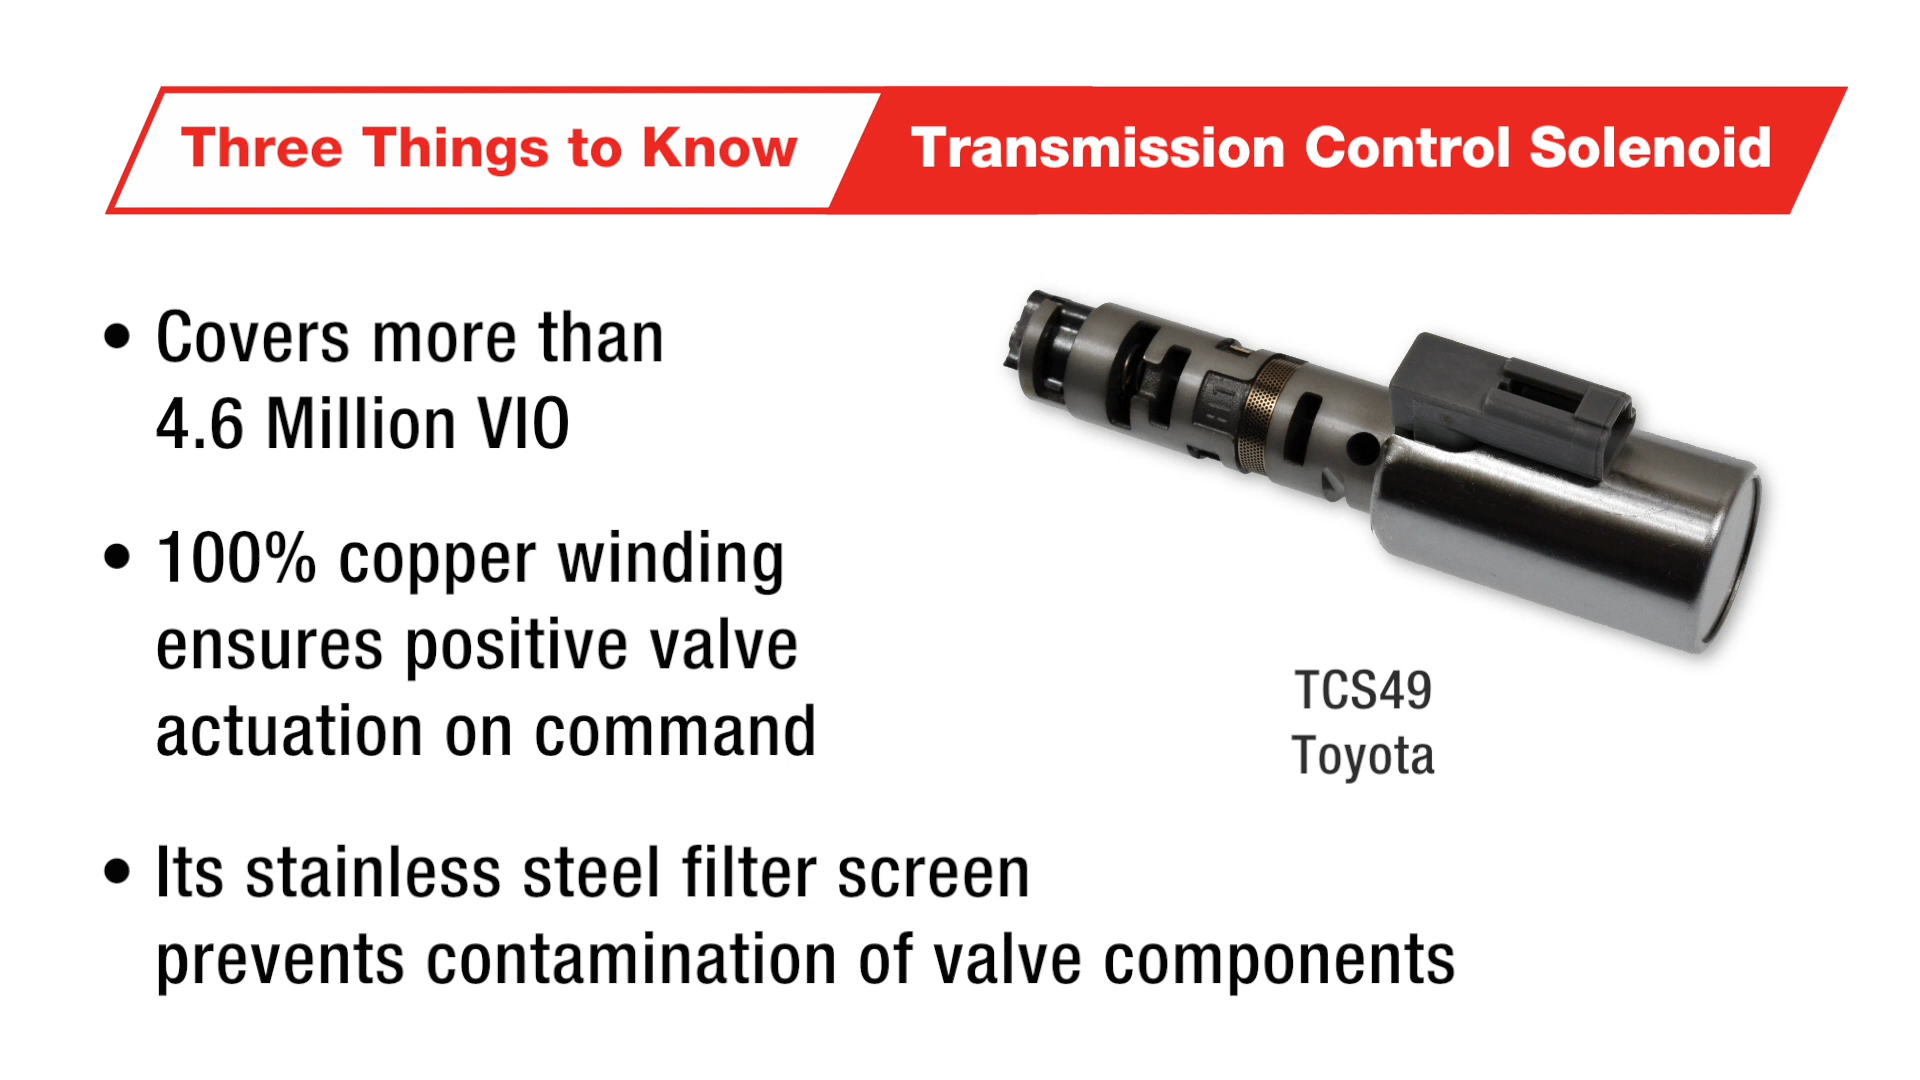 Three Things to Know
Transmission Control Solenoid
• Covers more than
4.6 Million VIO
• 100% copper winding
ensures positive valve
actuation on command
TCS49
Toyota
• Its stainless steel filter screen
prevents contamination of valve components